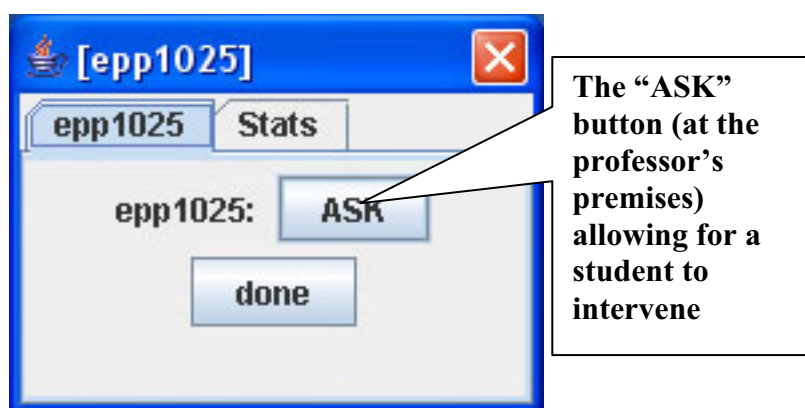 [epp1025]
epp1025 Stats
epp1025: ASK
done
The “ASK”
button (at the
professor’s
premises)
allowing for a
student to
intervene